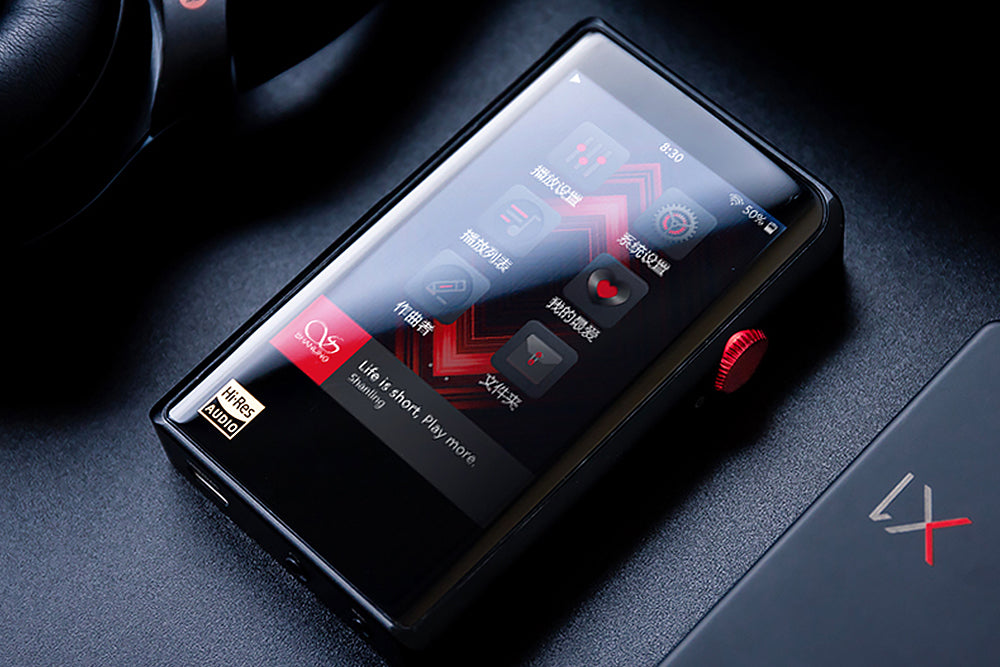 8:30
50%
播放设置
系统设置
播放列表
我的最爱
作曲者
文件夹
SHANLING
Life is short, Play more.
Shanling
Hi-Res
AUDIO